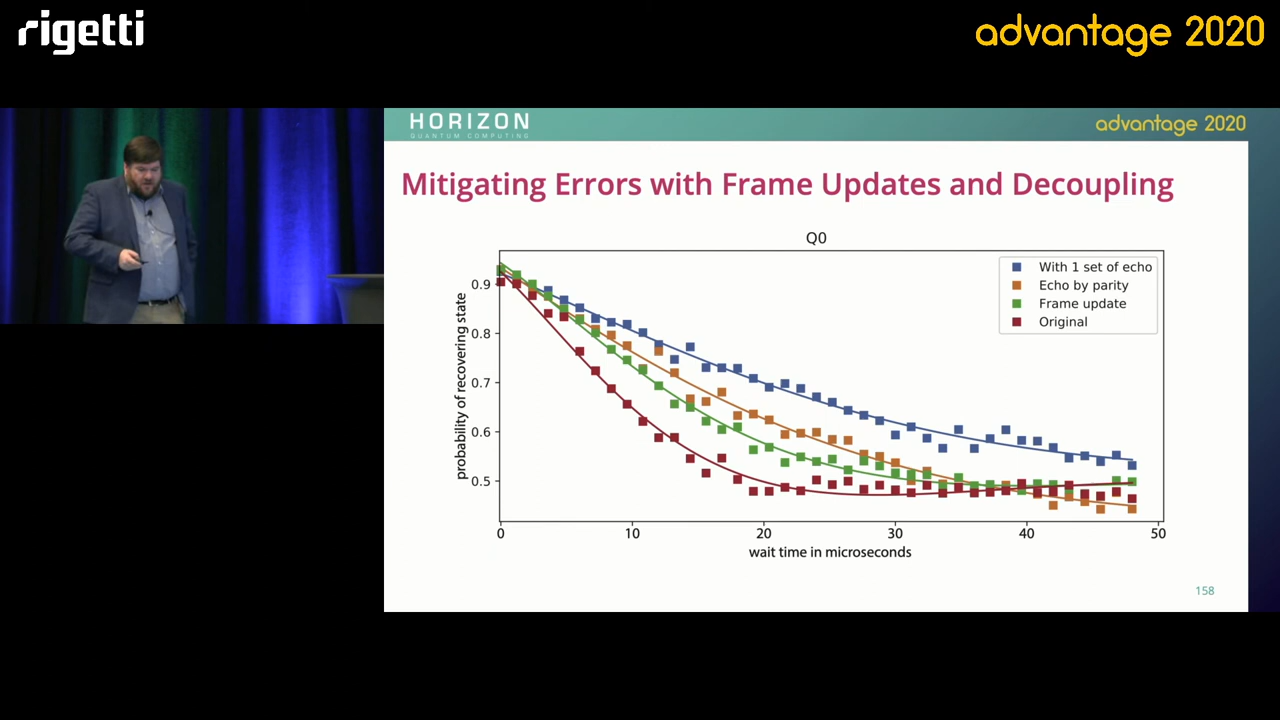 rigetti
advantage 2020
HORIZON
QUANTUM COMPUTING
advantage 2020
Mitigating Errors with Frame Updates and Decoupling
Q0
With 1 set of echo
Echo by parity
Frame update
Original
probability of recovering state
0.9
0.8
0.7
0.6
0.5
0
10
20
30
40
50
wait time in microseconds
158